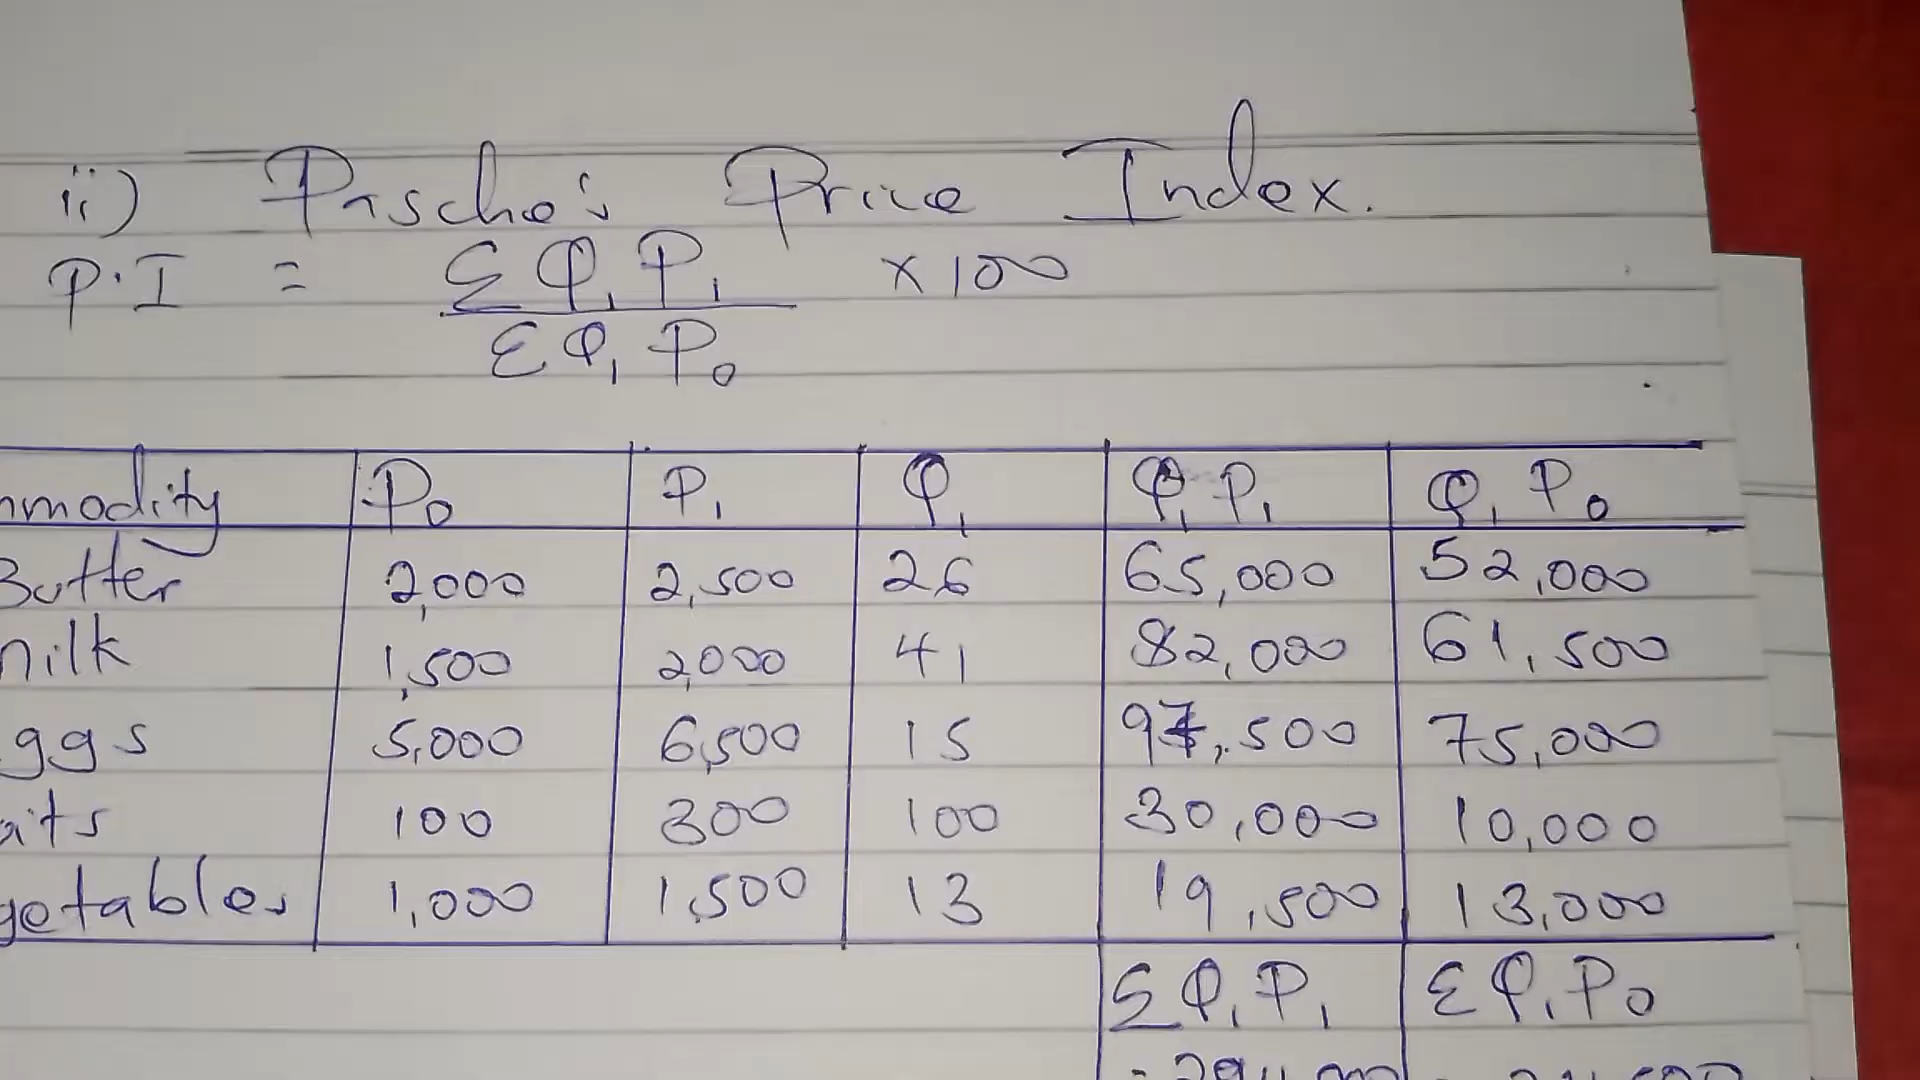 ii) Pasche's Price Index.
P.I = ΣQ₁P₁ × 100
ΣQ₁P₀
mmodity P₀ P₁ Q₁ Q₁P₁ Q₁P₀
Butter 2,000 2,500 26 65,000 52,000
milk 1,500 2,000 41 82,000 61,500
ggs 5,000 6,500 15 97,500 75,000
its 100 300 100 30,000 10,000
getables 1,000 1,500 13 19,500 13,000
ΣQ₁P₁ ΣQ₁P₀